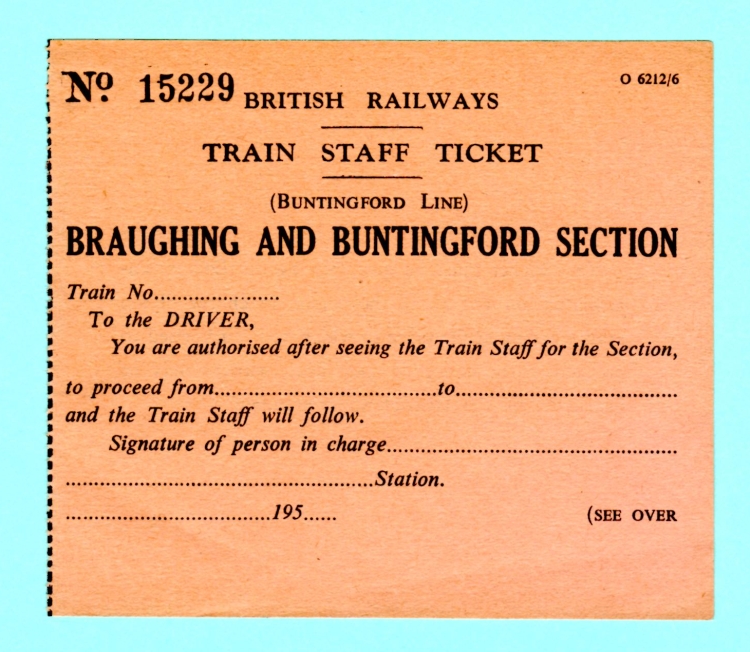 Nº 15229
O 6212/6
BRITISH RAILWAYS
TRAIN STAFF TICKET
(BUNTINGFORD LINE)
BRAUGHING AND BUNTINGFORD SECTION
Train No.....................
To the DRIVER,
You are authorised after seeing the Train Staff for the Section,
to proceed from.....................................to.....................................
and the Train Staff will follow.
Signature of person in charge.................................................
....................................................Station.
...................................195......
(SEE OVER